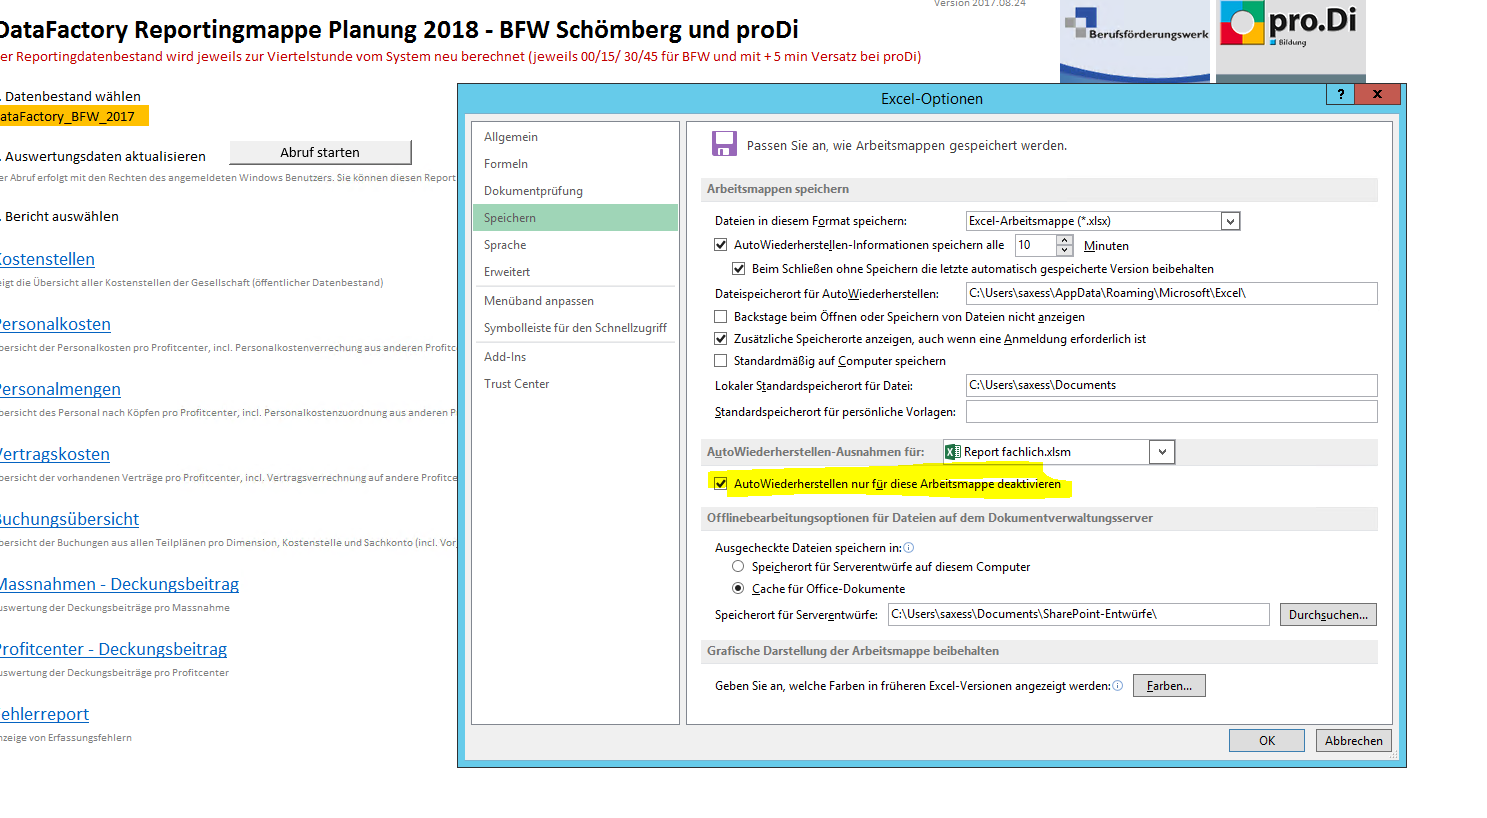 Version 2017.08.24
DataFactory Reportingmappe Planung 2018 - BFW Schömberg und proDi
er Reportingdatenbestand wird jeweils zur Viertelstunde vom System neu berechnet (jeweils 00/15/ 30/45 für BFW und mit + 5 min Versatz bei proDi)
Berufsförderungswerk
pro.Di
Bildung
. Datenbestand wählen
ataFactory_BFW_2017
. Auswertungsdaten aktualisieren
Abruf starten
er Abruf erfolgt mit den Rechten des angemeldeten Windows Benutzers. Sie können diesen Report
. Bericht auswählen
Kostenstellen
eigt die Übersicht aller Kostenstellen der Gesellschaft (öffentlicher Datenbestand)
Personalkosten
bersicht der Personalkosten pro Profitcenter, incl. Personalkostenverrechung aus anderen Profitc
Personalmengen
bersicht des Personal nach Köpfen pro Profitcenter, incl. Personalkostenzuordnung aus anderen P
Vertragskosten
bersicht der vorhandenen Verträge pro Profitcenter, incl. Vertragsverrechnung auf andere Profitce
Buchungsübersicht
bersicht der Buchungen aus allen Teilplänen pro Dimension, Kostenstelle und Sachkonto (incl. Vor
Massnahmen - Deckungsbeitrag
uswertung der Deckungsbeiträge pro Massnahme
Profitcenter - Deckungsbeitrag
uswertung der Deckungsbeiträge pro Profitcenter
ehlerreport
nzeige von Erfassungsfehlern
Excel-Optionen
? x
Allgemein
Formeln
Dokumentprüfung
Speichern
Sprache
Erweitert
Menüband anpassen
Symbolleiste für den Schnellzugriff
Add-Ins
Trust Center
Passen Sie an, wie Arbeitsmappen gespeichert werden.
Arbeitsmappen speichern
Dateien in diesem Format speichern: Excel-Arbeitsmappe (*.xlsx)
AutoWiederherstellen-Informationen speichern alle 10 Minuten
Beim Schließen ohne Speichern die letzte automatisch gespeicherte Version beibehalten
Dateispeicherort für AutoWiederherstellen: C:\Users\saxess\AppData\Roaming\Microsoft\Excel\
Backstage beim Öffnen oder Speichern von Dateien nicht anzeigen
Zusätzliche Speicherorte anzeigen, auch wenn eine Anmeldung erforderlich ist
Standardmäßig auf Computer speichern
Lokaler Standardspeicherort für Datei: C:\Users\saxess\Documents
Standardspeicherort für persönliche Vorlagen:
AutoWiederherstellen-Ausnahmen für: Report fachlich.xlsm
AutoWiederherstellen nur für diese Arbeitsmappe deaktivieren
Offlinebearbeitungsoptionen für Dateien auf dem Dokumentverwaltungsserver
Ausgecheckte Dateien speichern in:
Speicherort für Serverentwürfe auf diesem Computer
Cache für Office-Dokumente
Speicherort für Serverentwürfe: C:\Users\saxess\Documents\SharePoint-Entwürfe\ Durchsuchen...
Grafische Darstellung der Arbeitsmappe beibehalten
Geben Sie an, welche Farben in früheren Excel-Versionen angezeigt werden: Farben...
OK Abbrechen